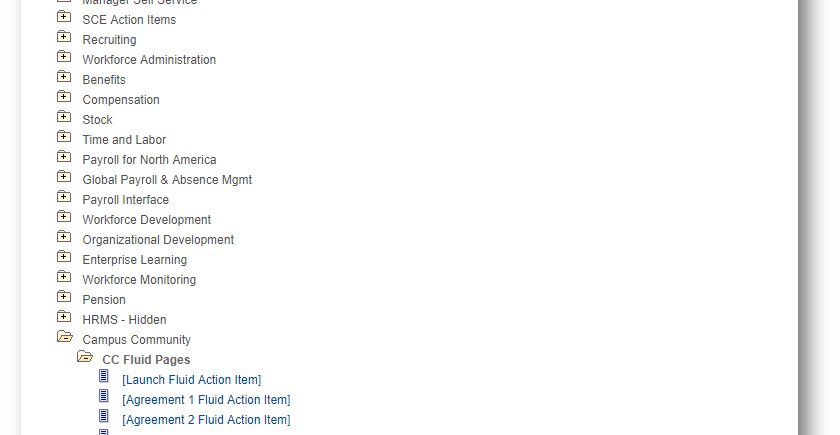 Manager Self Service
SCE Action Items
Recruiting
Workforce Administration
Benefits
Compensation
Stock
Time and Labor
Payroll for North America
Global Payroll & Absence Mgmt
Payroll Interface
Workforce Development
Organizational Development
Enterprise Learning
Workforce Monitoring
Pension
HRMS - Hidden
Campus Community
CC Fluid Pages
[Launch Fluid Action Item]
[Agreement 1 Fluid Action Item]
[Agreement 2 Fluid Action Item]